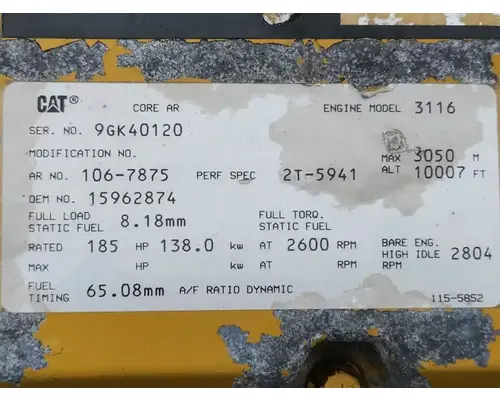 CAT® CORE AR ENGINE MODEL 3116
SER. NO. 9GK40120
MODIFICATION NO. MAX 3050 M
AR NO. 106-7875 PERF SPEC 2T-5941 ALT 10007 FT
OEM NO. 15962874
FULL LOAD STATIC FUEL 8.18mm FULL TORQ. STATIC FUEL
RATED 185 HP 138.0 kw AT 2600 RPM BARE ENG. HIGH IDLE 2804 RPM
MAX HP kw AT RPM
FUEL TIMING 65.08mm A/F RATIO DYNAMIC
115-5852